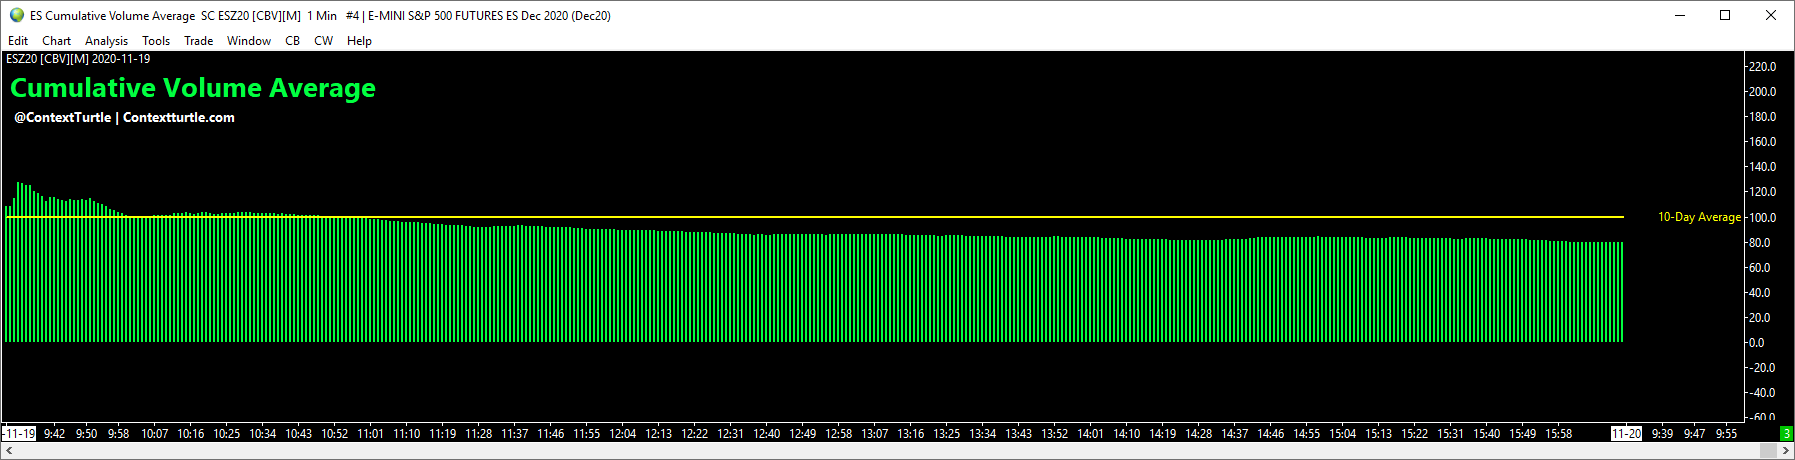 ES Cumulative Volume Average  SC ESZ20 [CBV][M]  1 Min   #4 | E-MINI S&P 500 FUTURES ES Dec 2020 (Dec20)
Edit Chart Analysis Tools Trade Window CB CW Help
ESZ20 [CBV][M] 2020-11-19
Cumulative Volume Average
@ContextTurtle | Contextturtle.com
220.0
200.0
180.0
160.0
140.0
120.0
10-Day Average 100.0
80.0
60.0
40.0
20.0
0.0
-20.0
-40.0
-60.0
-11-19 9:42 9:50 9:58 10:07 10:16 10:25 10:34 10:43 10:52 11:01 11:10 11:19 11:28 11:37 11:46 11:55 12:04 12:13 12:22 12:31 12:40 12:49 12:58 13:07 13:16 13:25 13:34 13:43 13:52 14:01 14:10 14:19 14:28 14:37 14:46 14:55 15:04 15:13 15:22 15:31 15:40 15:49 15:58 11-20 9:39 9:47 9:55 3